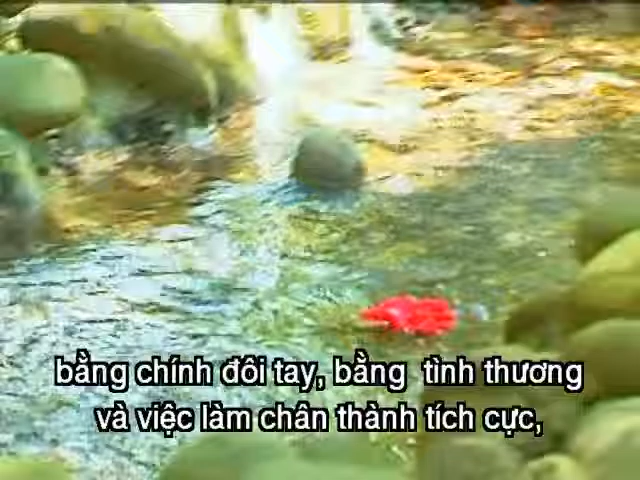 bằng chính đôi tay, bằng tình thương
và việc làm chân thành tích cực,